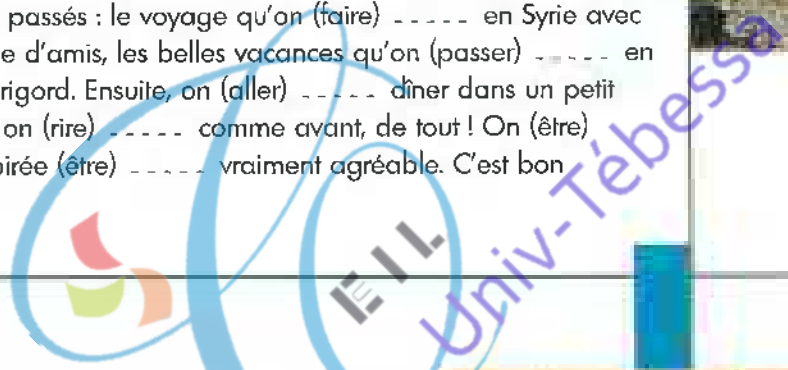 passés : le voyage qu'on (faire) _ _ _ _ _ en Syrie avec
e d'amis, les belles vacances qu'on (passer) _ _ _ _ _ en
rigord. Ensuite, on (aller) _ _ _ _ _ dîner dans un petit
on (rire) _ _ _ _ _ comme avant, de tout ! On (être)
oirée (être) _ _ _ _ _ vraiment agréable. C'est bon
EIL
Univ-Tébessa